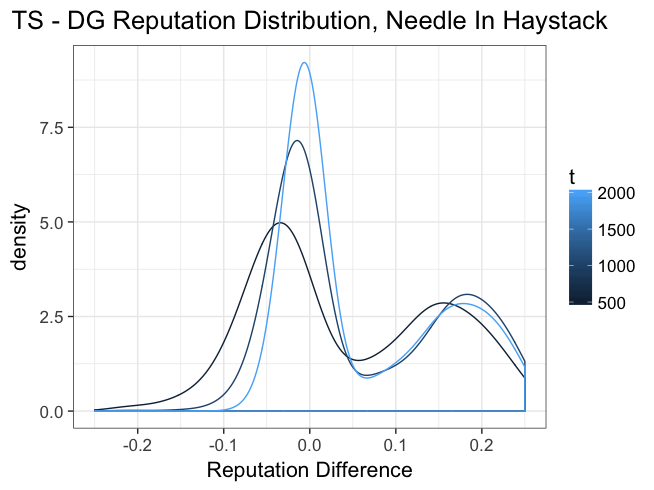 TS - DG Reputation Distribution, Needle In Haystack
7.5
5.0
2.5
0.0
density
-0.2 -0.1 0.0 0.1 0.2
Reputation Difference
t
2000
1500
1000
500